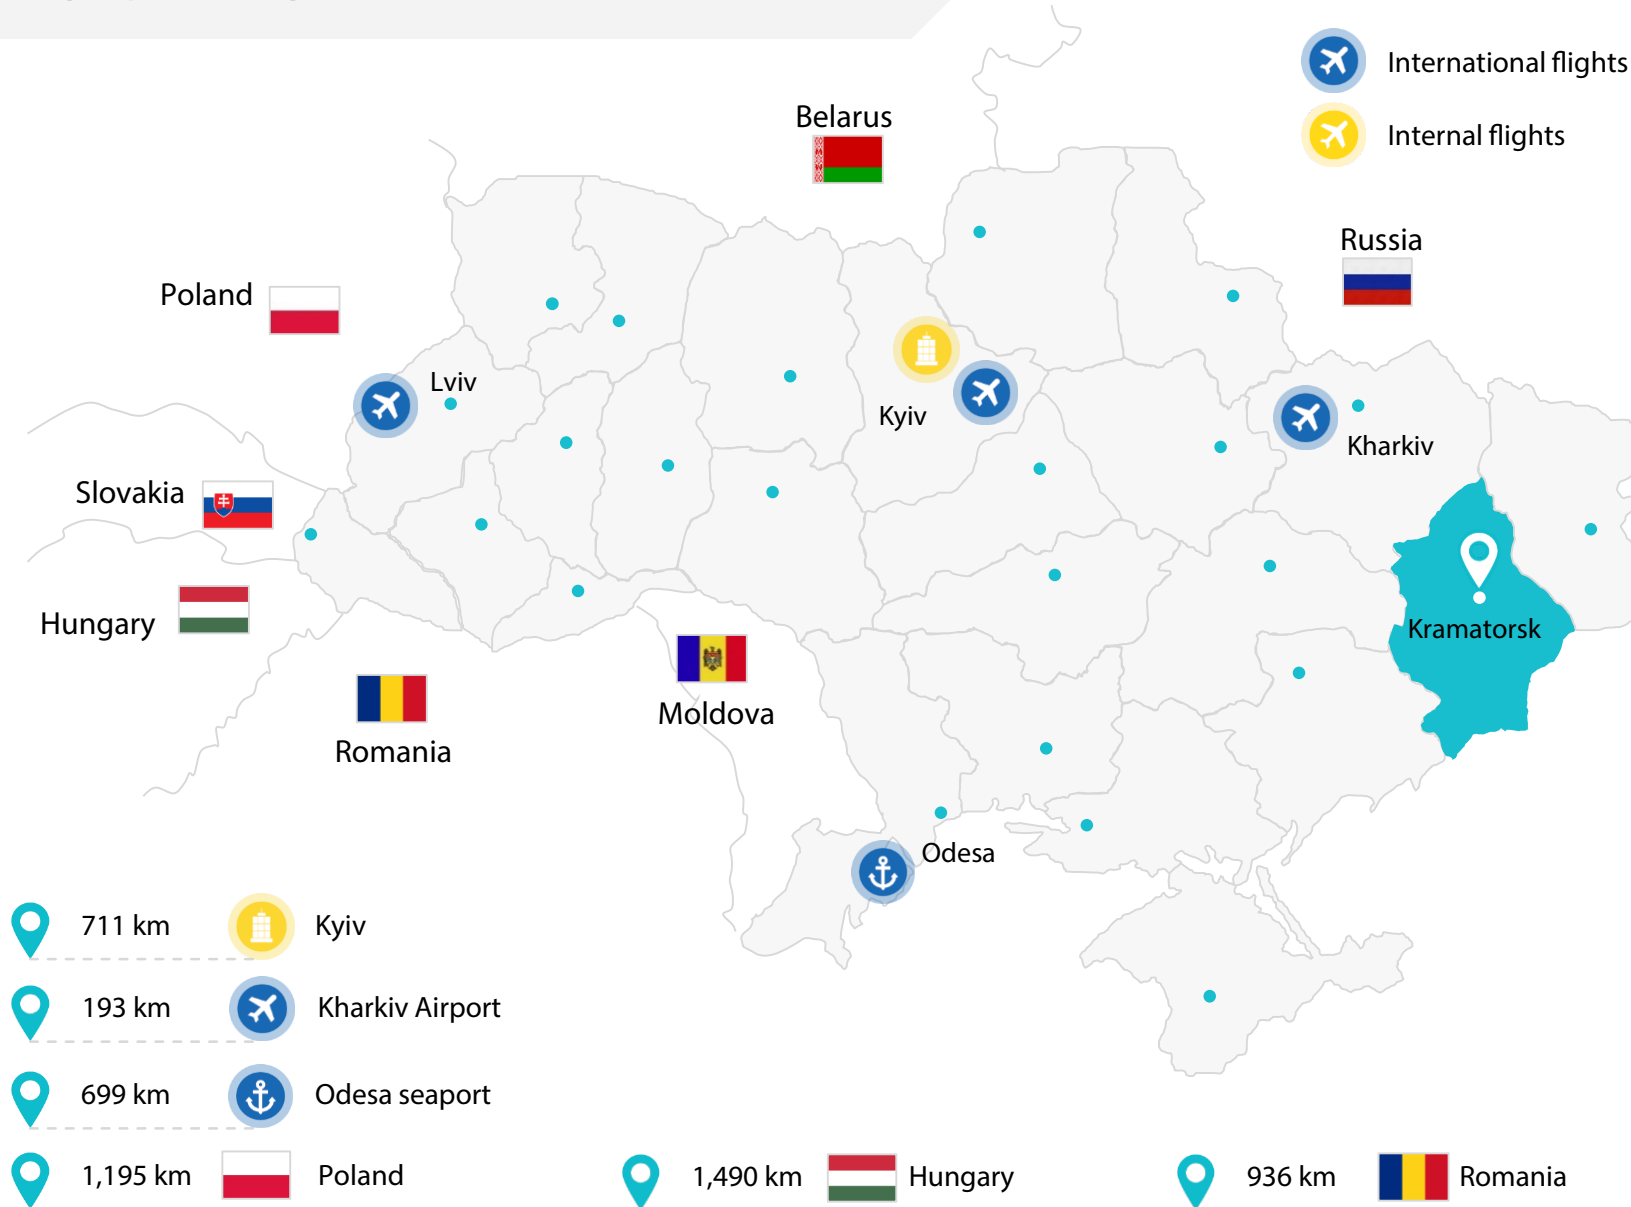 International flights
Internal flights
Belarus
Russia
Poland
Lviv
Kyiv
Kharkiv
Slovakia
Hungary
Kramatorsk
Moldova
Romania
Odesa
711 km Kyiv
193 km Kharkiv Airport
699 km Odesa seaport
1,195 km Poland
1,490 km Hungary
936 km Romania